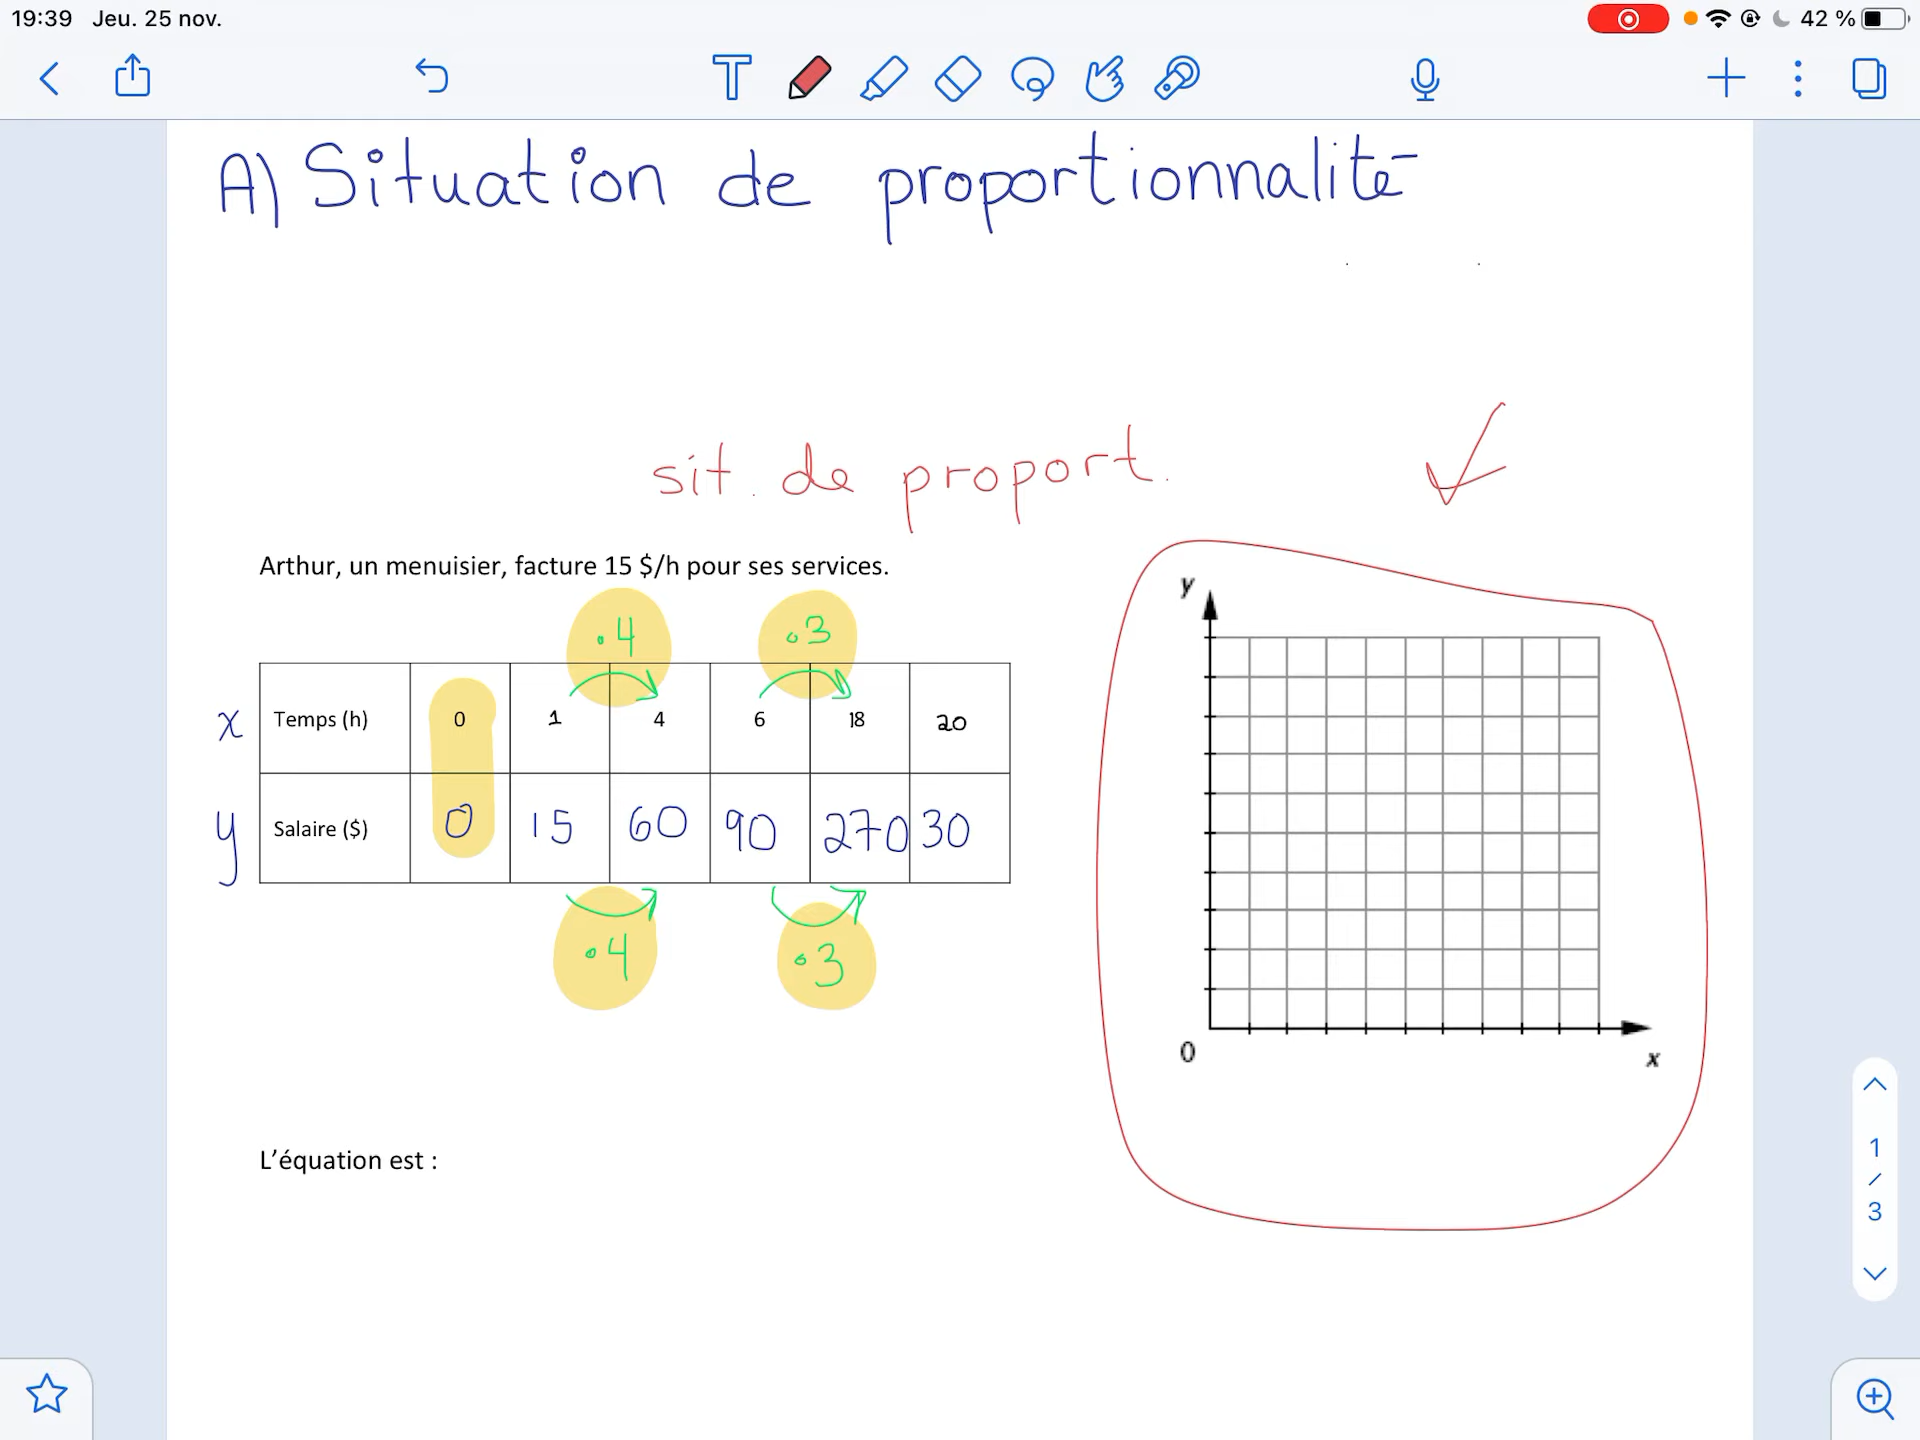 19:39 Jeu. 25 nov. 42 %
T
A) Situation de proportionnalité
sit. de proport.
Arthur, un menuisier, facture 15 $/h pour ses services.
.4 .3
x Temps (h) 0 1 4 6 18 20
y Salaire ($) 0 15 60 90 270 30
.4 .3
y
0
x
L'équation est :
1
/
3